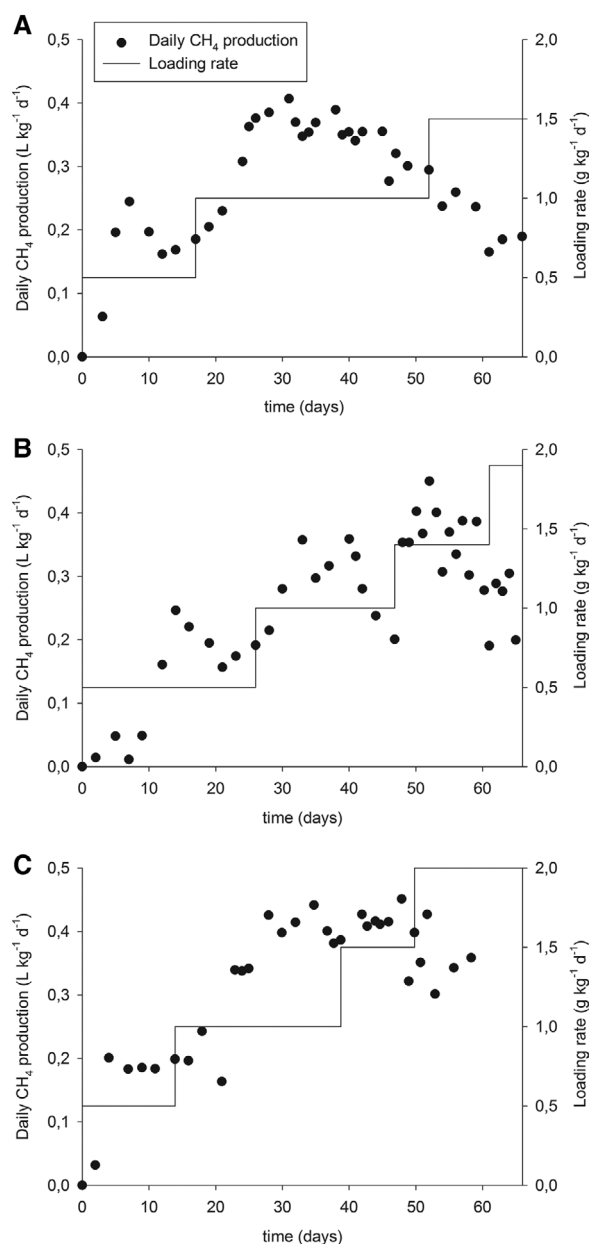 A
Daily CH₄ production
Loading rate
0,5
0,4
0,3
0,2
0,1
0,0
Daily CH₄ production (L kg⁻¹ d⁻¹)
2,0
1,5
1,0
0,5
0,0
Loading rate (g kg⁻¹ d⁻¹)
0 10 20 30 40 50 60
time (days)
B
0,5
0,4
0,3
0,2
0,1
0,0
Daily CH₄ production (L kg⁻¹ d⁻¹)
2,0
1,5
1,0
0,5
0,0
Loading rate (g kg⁻¹ d⁻¹)
0 10 20 30 40 50 60
time (days)
C
0,5
0,4
0,3
0,2
0,1
0,0
Daily CH₄ production (L kg⁻¹ d⁻¹)
2,0
1,5
1,0
0,5
0,0
Loading rate (g kg⁻¹ d⁻¹)
0 10 20 30 40 50 60
time (days)